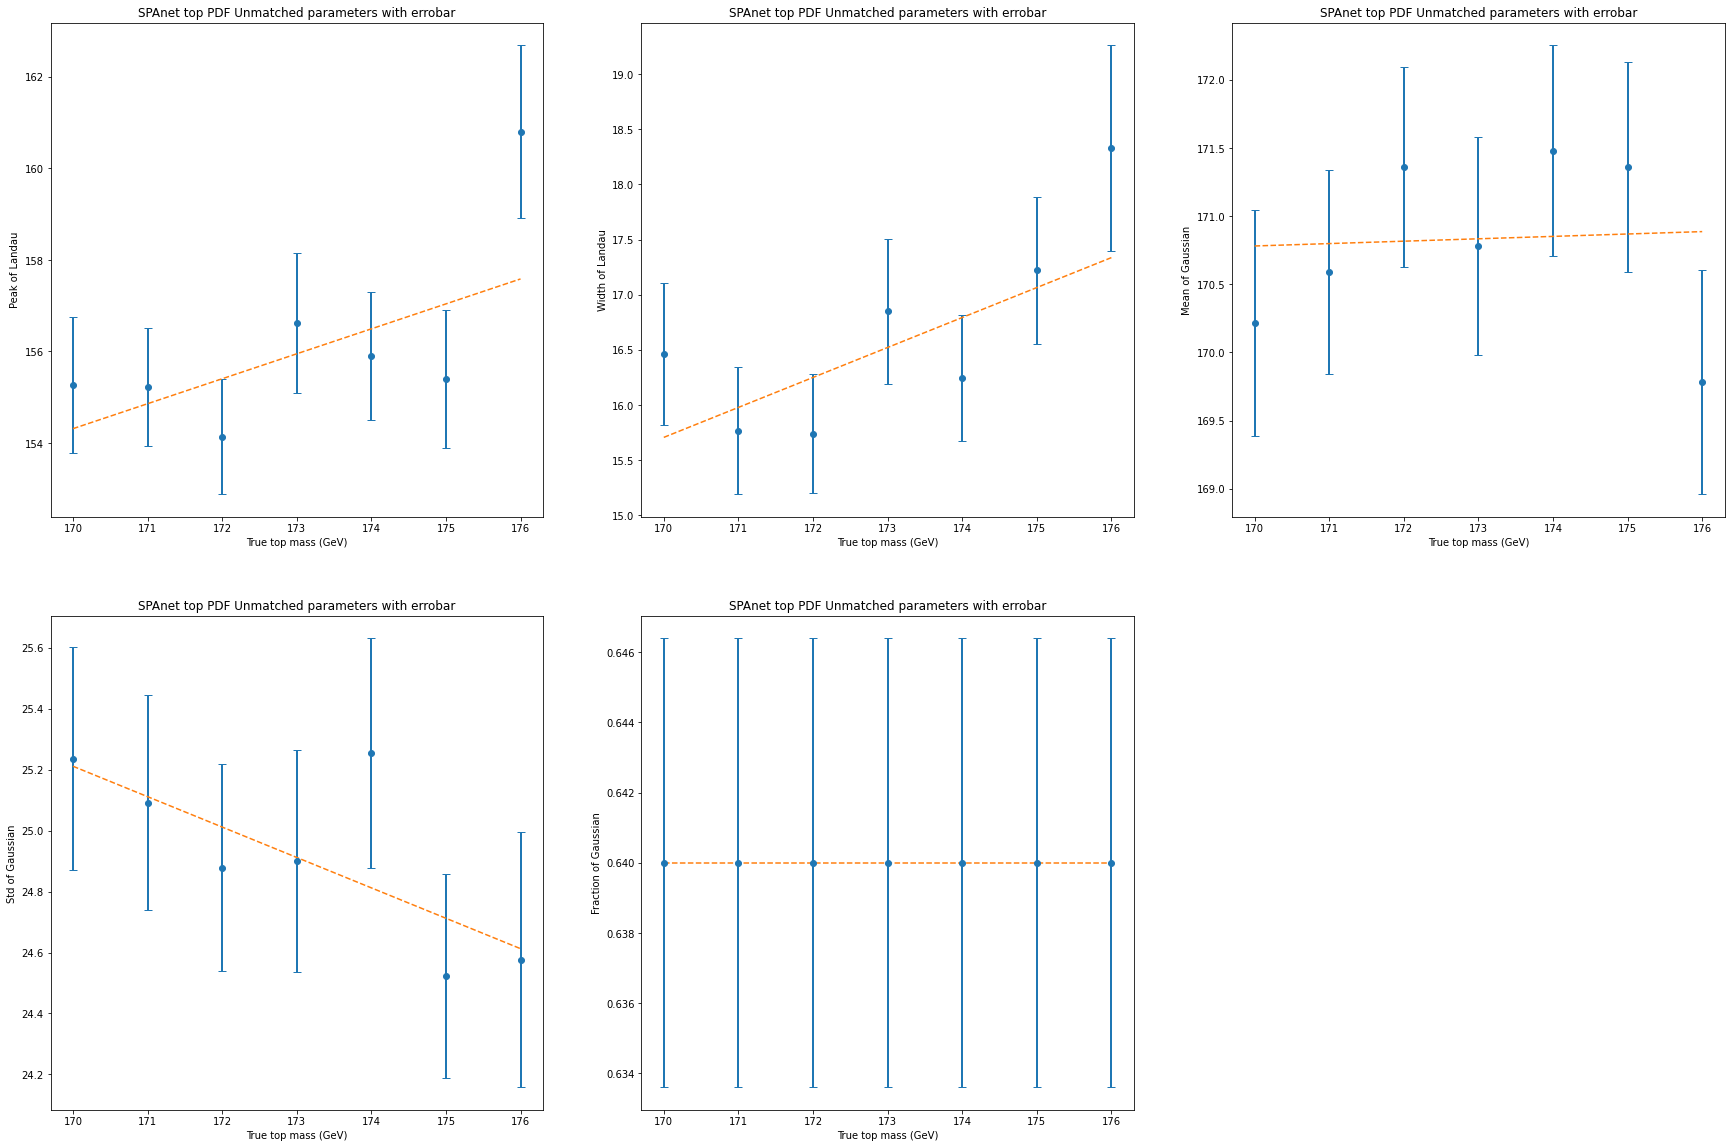 SPAnet top PDF Unmatched parameters with errobar
Peak of Landau
162
160
158
156
154
170 171 172 173 174 175 176
True top mass (GeV)
SPAnet top PDF Unmatched parameters with errobar
Width of Landau
19.0
18.5
18.0
17.5
17.0
16.5
16.0
15.5
15.0
170 171 172 173 174 175 176
True top mass (GeV)
SPAnet top PDF Unmatched parameters with errobar
Mean of Gaussian
172.0
171.5
171.0
170.5
170.0
169.5
169.0
170 171 172 173 174 175 176
True top mass (GeV)
SPAnet top PDF Unmatched parameters with errobar
Std of Gaussian
25.6
25.4
25.2
25.0
24.8
24.6
24.4
24.2
170 171 172 173 174 175 176
True top mass (GeV)
SPAnet top PDF Unmatched parameters with errobar
Fraction of Gaussian
0.646
0.644
0.642
0.640
0.638
0.636
0.634
170 171 172 173 174 175 176
True top mass (GeV)